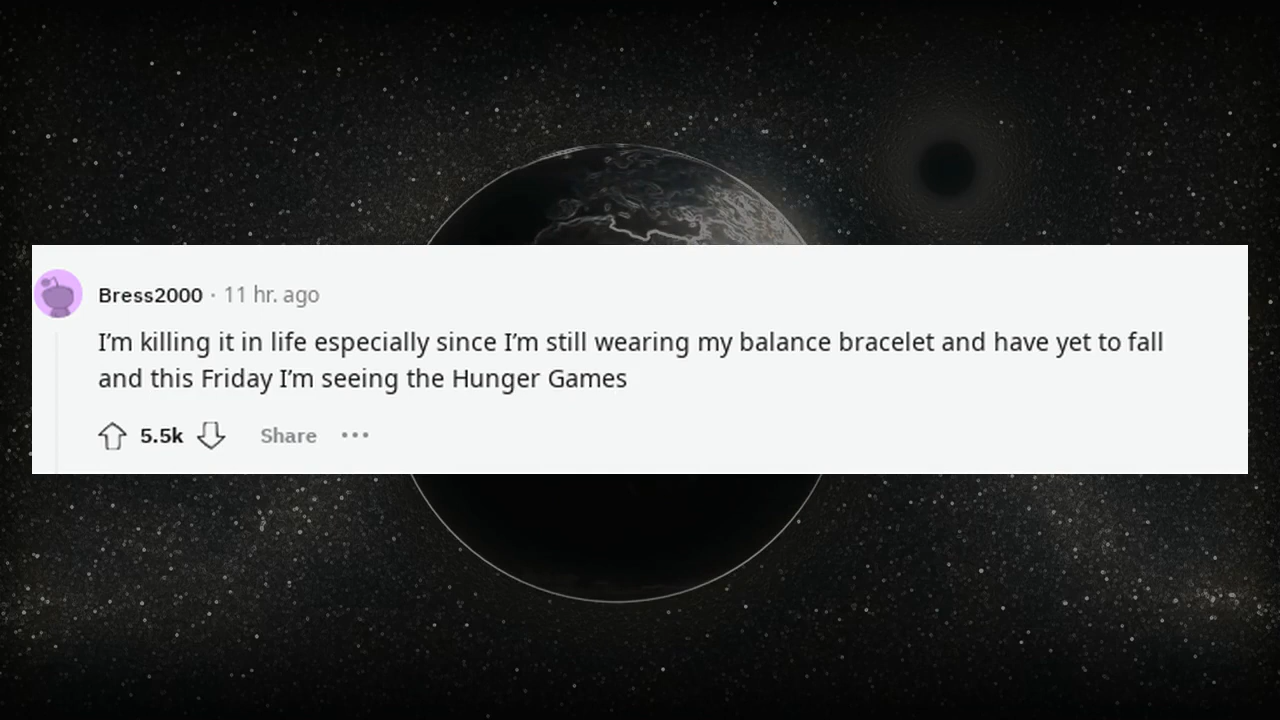 Bress2000 · 11 hr. ago
I’m killing it in life especially since I’m still wearing my balance bracelet and have yet to fall
and this Friday I’m seeing the Hunger Games
5.5k Share •••